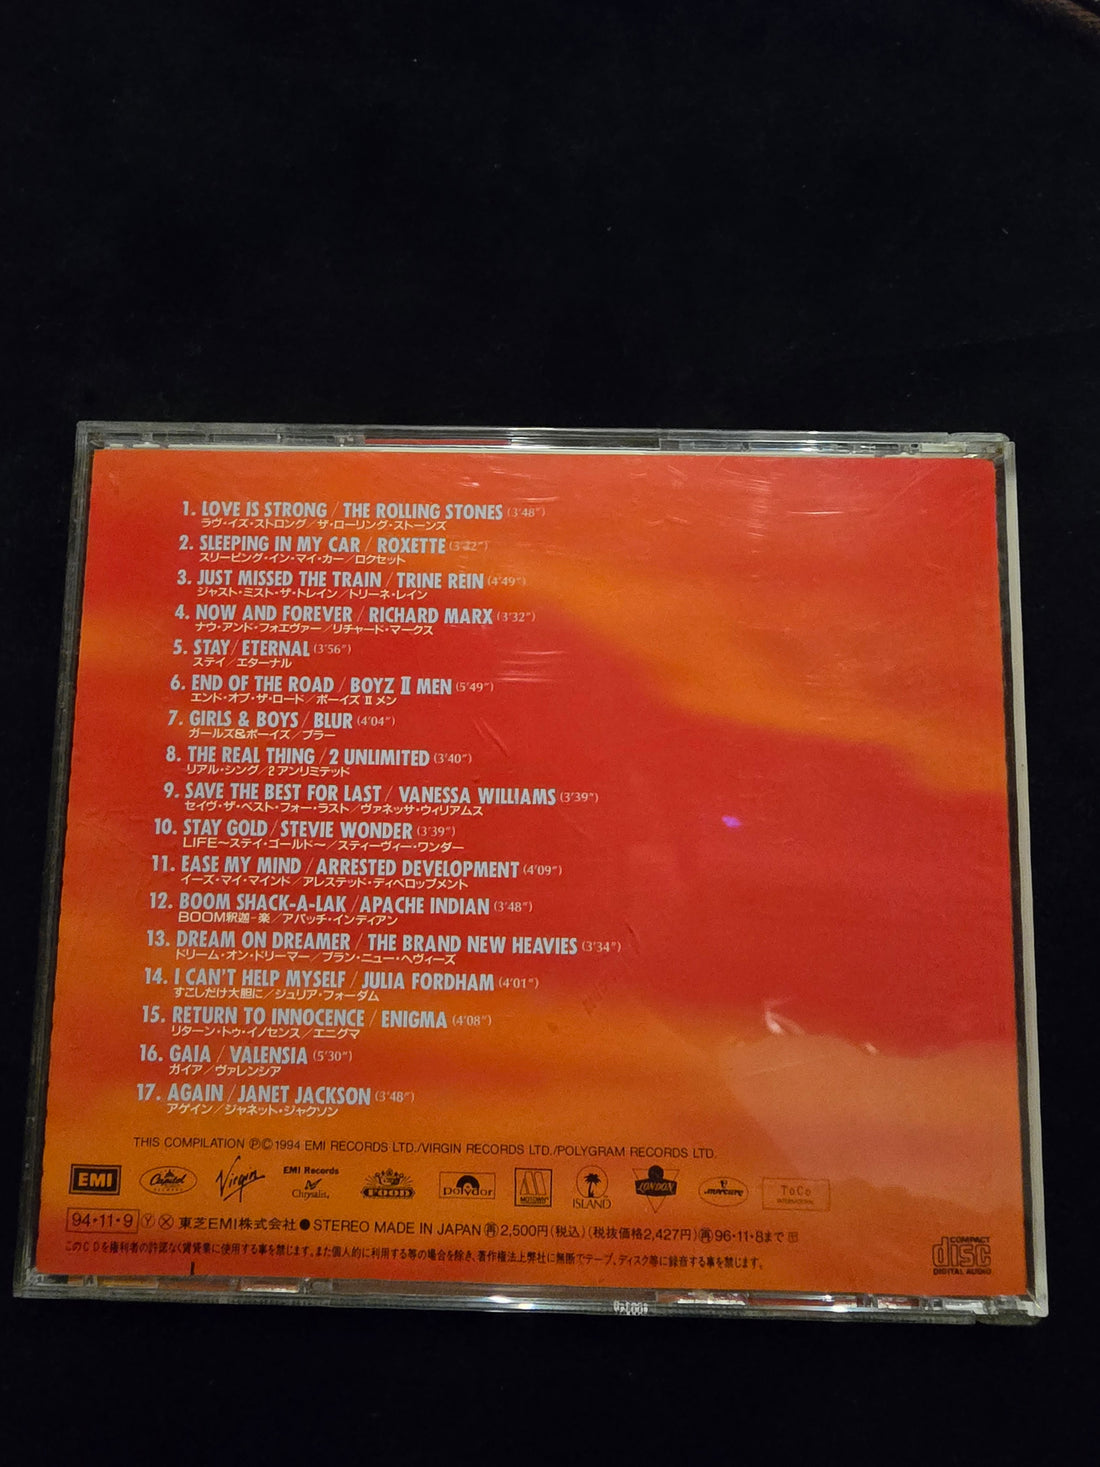 1. LOVE IS STRONG / THE ROLLING STONES (3'48")
ラヴ・イズ・ストロング/ザ・ローリング・ストーンズ
2. SLEEPING IN MY CAR / ROXETTE
スリーピング・イン・マイ・カー/ロクセット
3. JUST MISSED THE TRAIN / TRINE REIN (4'49")
ジャスト・ミスト・ザ・トレイン/トリーネ・レイン
4. NOW AND FOREVER / RICHARD MARX (3'32")
ナウ・アンド・フォエヴァー/リチャード・マークス
5. STAY / ETERNAL (3'56")
ステイ/エターナル
6. END OF THE ROAD / BOYZ Ⅱ MEN (5'49")
エンド・オブ・ザ・ロード/ボーイズ Ⅱ メン
7. GIRLS & BOYS / BLUR (4'04")
ガールズ&ボーイズ/ブラー
8. THE REAL THING / 2 UNLIMITED (3'40")
リアル・シング/2 アンリミテッド
9. SAVE THE BEST FOR LAST / VANESSA WILLIAMS (3'39")
セイヴ・ザ・ベスト・フォー・ラスト/ヴァネッサ・ウィリアムス
10. STAY GOLD / STEVIE WONDER (3'39")
LIFE〜ステイ・ゴールド〜/スティーヴィー・ワンダー
11. EASE MY MIND / ARRESTED DEVELOPMENT (4'09")
イーズ・マイ・マインド/アレステッド・ディベロップメント
12. BOOM SHACK-A-LAK / APACHE INDIAN (3'48")
BOOM釈迦-楽/アパッチ・インディアン
13. DREAM ON DREAMER / THE BRAND NEW HEAVIES (3'34")
ドリーム・オン・ドリーマー/ブラン・ニュー・ヘヴィーズ
14. I CAN'T HELP MYSELF / JULIA FORDHAM (4'01")
すこしだけ大胆に/ジュリア・フォーダム
15. RETURN TO INNOCENCE / ENIGMA (4'08")
リターン・トゥ・イノセンス/エニグマ
16. GAIA / VALENSIA (5'30")
ガイア/ヴァレンシア
17. AGAIN / JANET JACKSON (3'48")
アゲイン/ジャネット・ジャクソン
THIS COMPILATION ℗© 1994 EMI RECORDS LTD./VIRGIN RECORDS LTD./POLYGRAM RECORDS LTD.
EMI Capitol RECORDS Virgin EMI Records Chrysalis. polydor MOTOWN ISLAND LONDON mercury ToCo INTERNATIONAL
94・11・9 Ⓨ Ⓧ 東芝EMI株式会社 ● STEREO MADE IN JAPAN ㊞2,500円(税込) (税抜価格2,427円) 96・11・8まで
このCDを権利者の許諾なく賃貸業に使用する事を禁じます。また個人的に利用する等の場合を除き、著作権法上弊社に無断でテープ、ディスク等に録音する事を禁じます。
COMPACT disc DIGITAL AUDIO